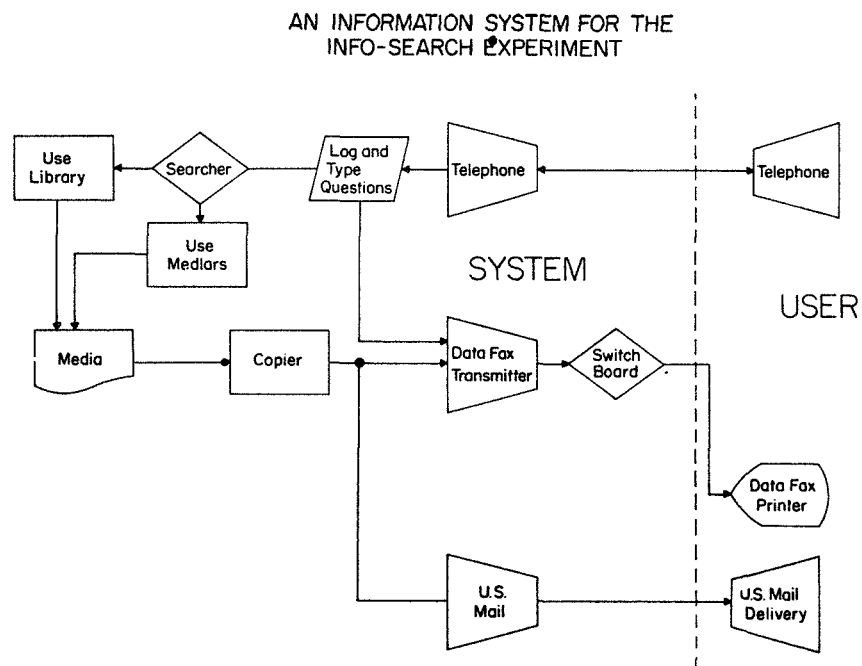 AN INFORMATION SYSTEM FOR THE
INFO-SEARCH EXPERIMENT
Use
Library
Searcher
Log and
Type
Questions
Telephone
Telephone
Use
Medlars
SYSTEM
USER
Media
Copier
Data Fax
Transmitter
Switch
Board
Data Fax
Printer
U.S.
Mail
U.S. Mail
Delivery